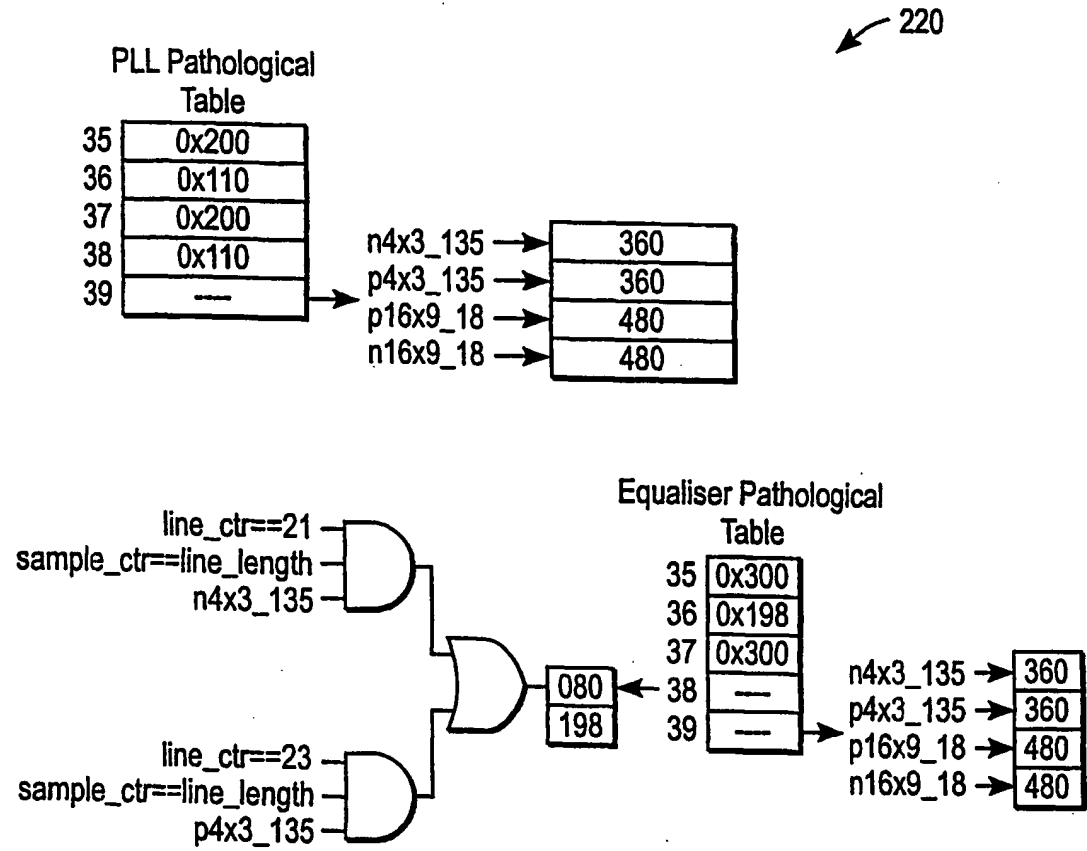 220
PLL Pathological
Table
35 0x200
36 0x110
37 0x200
38 0x110
39 —
n4x3_135 360
p4x3_135 360
p16x9_18 480
n16x9_18 480
line_ctr==21
sample_ctr==line_length
n4x3_135
line_ctr==23
sample_ctr==line_length
p4x3_135
080
198
Equaliser Pathological
Table
35 0x300
36 0x198
37 0x300
38 —
39 —
n4x3_135 360
p4x3_135 360
p16x9_18 480
n16x9_18 480